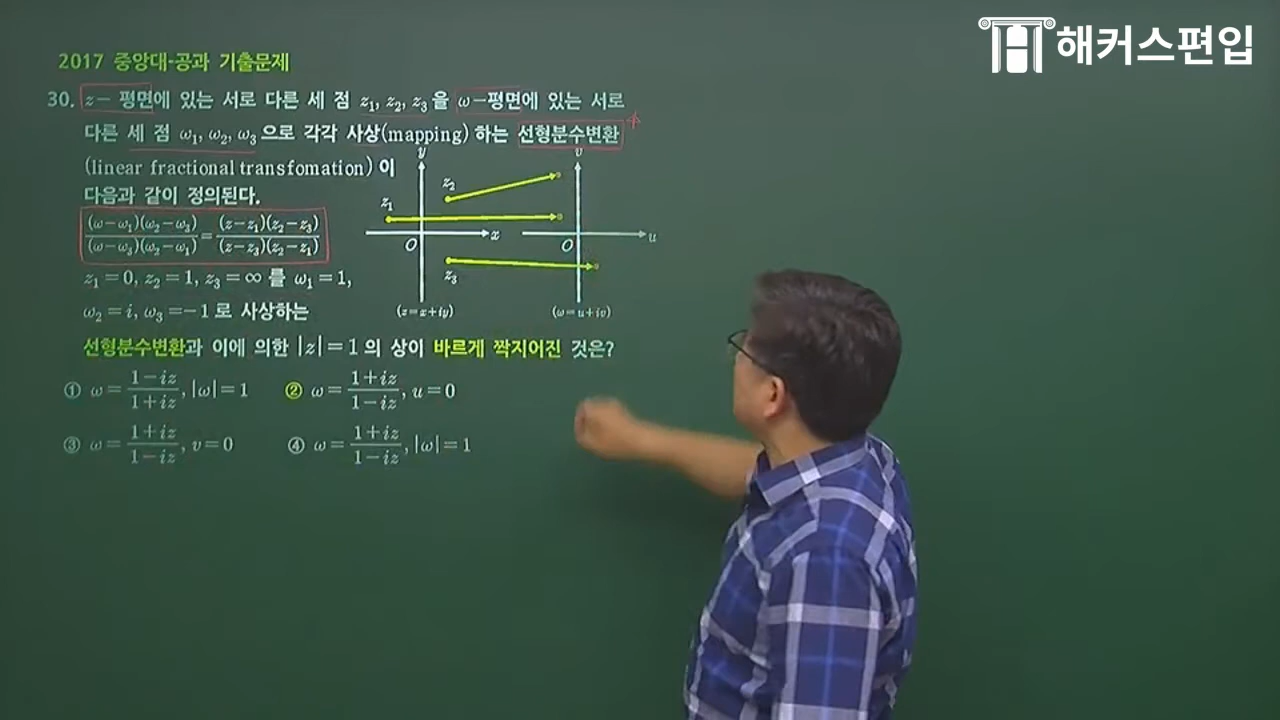 해커스편입
2017 중앙대-공과 기출문제
30. z- 평면에 있는 서로 다른 세 점 z₁, z₂, z₃을 ω-평면에 있는 서로
다른 세 점 ω₁, ω₂, ω₃으로 각각 사상(mapping) 하는 선형분수변환
(linear fractional transfomation) 이
다음과 같이 정의된다.
(ω-ω₁)(ω₂-ω₃)/(ω-ω₃)(ω₂-ω₁) = (z-z₁)(z₂-z₃)/(z-z₃)(z₂-z₁)
z₁=0, z₂=1, z₃=∞ 를 ω₁=1,
ω₂=i, ω₃=-1 로 사상하는
y
z₂
z₁
O
x
z₃
(z=x+iy)
v
O
u
(ω=u+iv)
선형분수변환과 이에 의한 |z|=1 의 상이 바르게 짝지어진 것은?
① ω= (1-iz)/(1+iz), |ω|=1 ② ω= (1+iz)/(1-iz), u=0
③ ω= (1+iz)/(1-iz), v=0 ④ ω= (1+iz)/(1-iz), |ω|=1